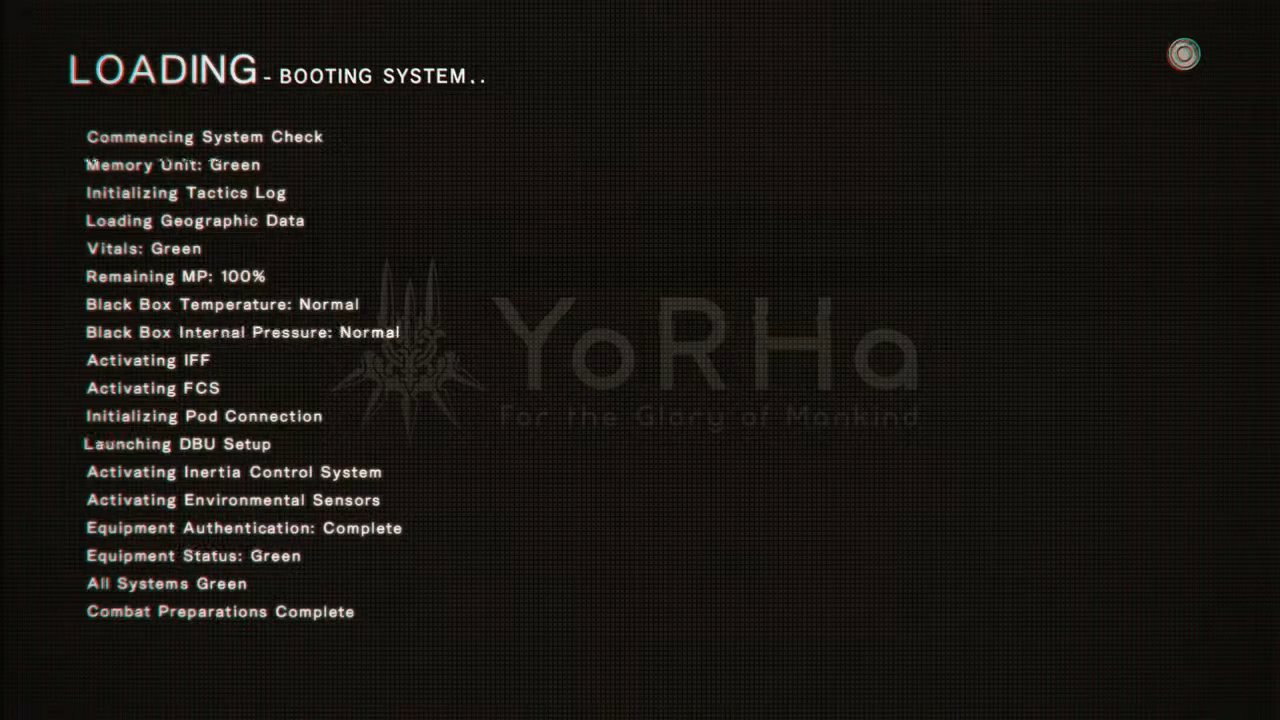 LOADING - BOOTING SYSTEM..
Commencing System Check
Memory Unit: Green
Initializing Tactics Log
Loading Geographic Data
Vitals: Green
Remaining MP: 100%
Black Box Temperature: Normal
Black Box Internal Pressure: Normal
Activating IFF
Activating FCS
Initializing Pod Connection
Launching DBU Setup
Activating Inertia Control System
Activating Environmental Sensors
Equipment Authentication: Complete
Equipment Status: Green
All Systems Green
Combat Preparations Complete
YoRHa
For the Glory of Mankind